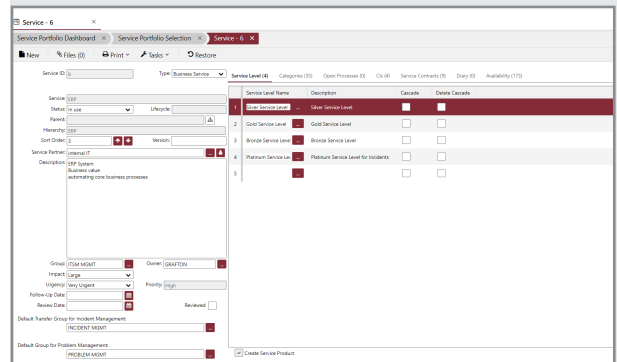 Service - 6 ×
Service Portfolio Dashboard × Service Portfolio Selection × Service - 6 ×
New Files (0) Print Tasks Restore
Service ID: 6 Type: Business Service
Service Level (4) Categories (35) Open Processes (0) CIs (4) Service Contracts (9) Diary (0) Availability (173)
Service Level Name Description Cascade Delete Cascade
Service: ERP
1 Silver Service Level ... Silver Service Level
Status: in use Lifecycle:
Parent:
2 Gold Service Level ... Gold Service Level
Hierarchy: ERP
Sort Order: 3 Version:
3 Bronze Service Level ... Bronze Service Level
Service Partner: Internal IT ...
4 Platinum Service Lev ... Platinum Service Level for Incidents
Description: ERP System
Business value
automating core business processes
5 ...
Group: ITSM MGMT ... Owner: GRAFTON ...
Impact: Large
Urgency: Very Urgent Priority: High
Follow-Up Date:
Review Date: Reviewed:
Default Transfer Group for Incident Management:
INCIDENT MGMT ...
Default Group for Problem Management:
PROBLEM MGMT ...
Create Service Product